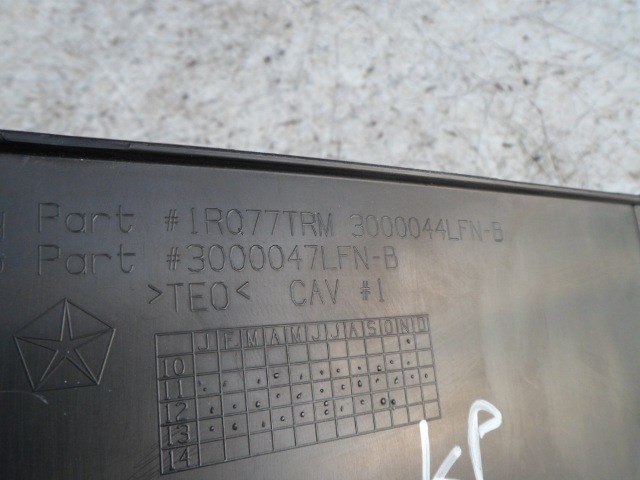 Part #1RQ77TRM 3000044LFN-B
Part #3000047LFN-B
>TEO< CAV #1
J F M A M J J A S O N D
10
11
12
13
14